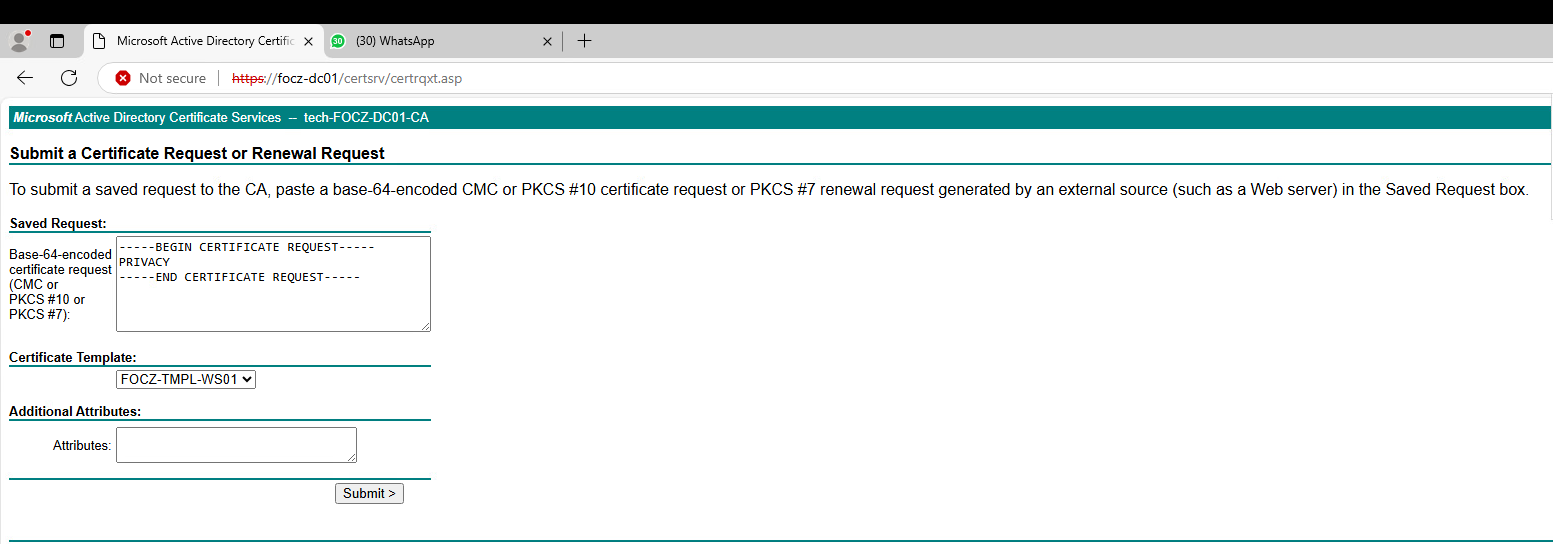 Microsoft Active Directory Certific
30
(30) WhatsApp
Not secure
https://focz-dc01/certsrv/certrqxt.asp
Microsoft Active Directory Certificate Services -- tech-FOCZ-DC01-CA
Submit a Certificate Request or Renewal Request
To submit a saved request to the CA, paste a base-64-encoded CMC or PKCS #10 certificate request or PKCS #7 renewal request generated by an external source (such as a Web server) in the Saved Request box.
Saved Request:
Base-64-encoded
certificate request
(CMC or
PKCS #10 or
PKCS #7):
-----BEGIN CERTIFICATE REQUEST-----
PRIVACY
-----END CERTIFICATE REQUEST-----
Certificate Template:
FOCZ-TMPL-WS01
Additional Attributes:
Attributes:
Submit >